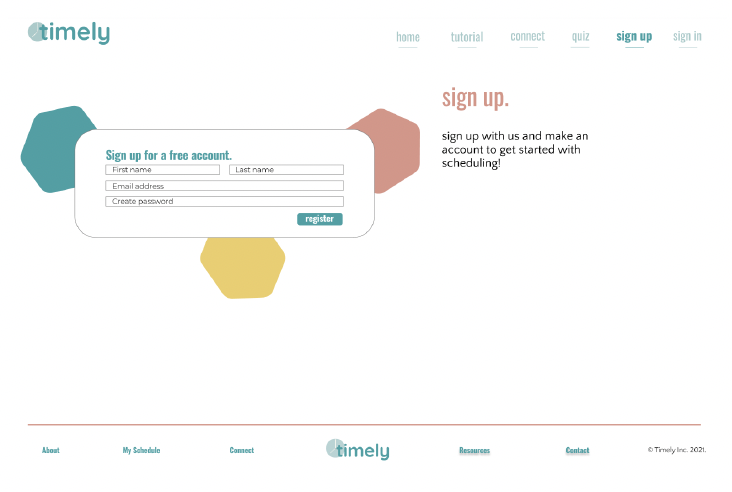 timely
home tutorial connect quiz sign up sign in
sign up.
sign up with us and make an
account to get started with
scheduling!
Sign up for a free account.
First name Last name
Email address
Create password
register
About My Schedule Connect timely Resources Contact © Timely Inc. 2021.